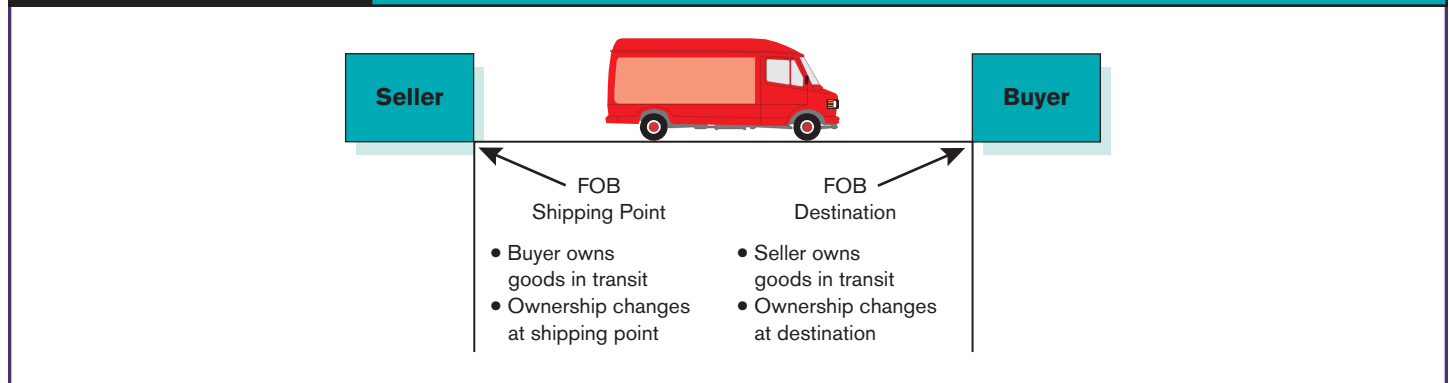 Seller
Buyer
FOB
Shipping Point
• Buyer owns
goods in transit
• Ownership changes
at shipping point
FOB
Destination
• Seller owns
goods in transit
• Ownership changes
at destination